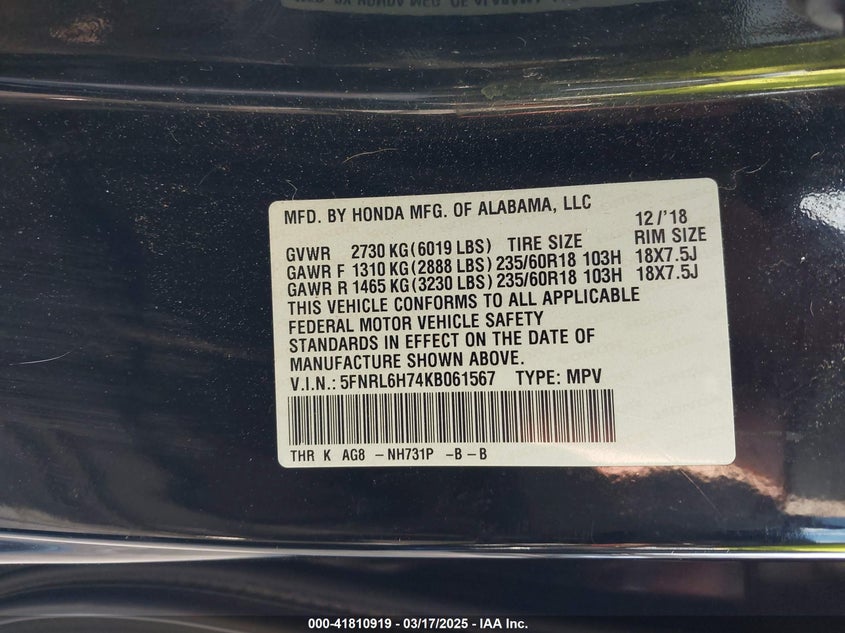 MFD. BY HONDA MFG. OF ALABAMA, LLC
12/'18
GVWR 2730 KG(6019 LBS) TIRE SIZE RIM SIZE
GAWR F 1310 KG(2888 LBS) 235/60R18 103H 18X7.5J
GAWR R 1465 KG(3230 LBS) 235/60R18 103H 18X7.5J
THIS VEHICLE CONFORMS TO ALL APPLICABLE
FEDERAL MOTOR VEHICLE SAFETY
STANDARDS IN EFFECT ON THE DATE OF
MANUFACTURE SHOWN ABOVE.
V.I.N.: 5FNRL6H74KB061567 TYPE: MPV
THR K AG8 -NH731P -B-B
000-41810919 - 03/17/2025 - IAA Inc.